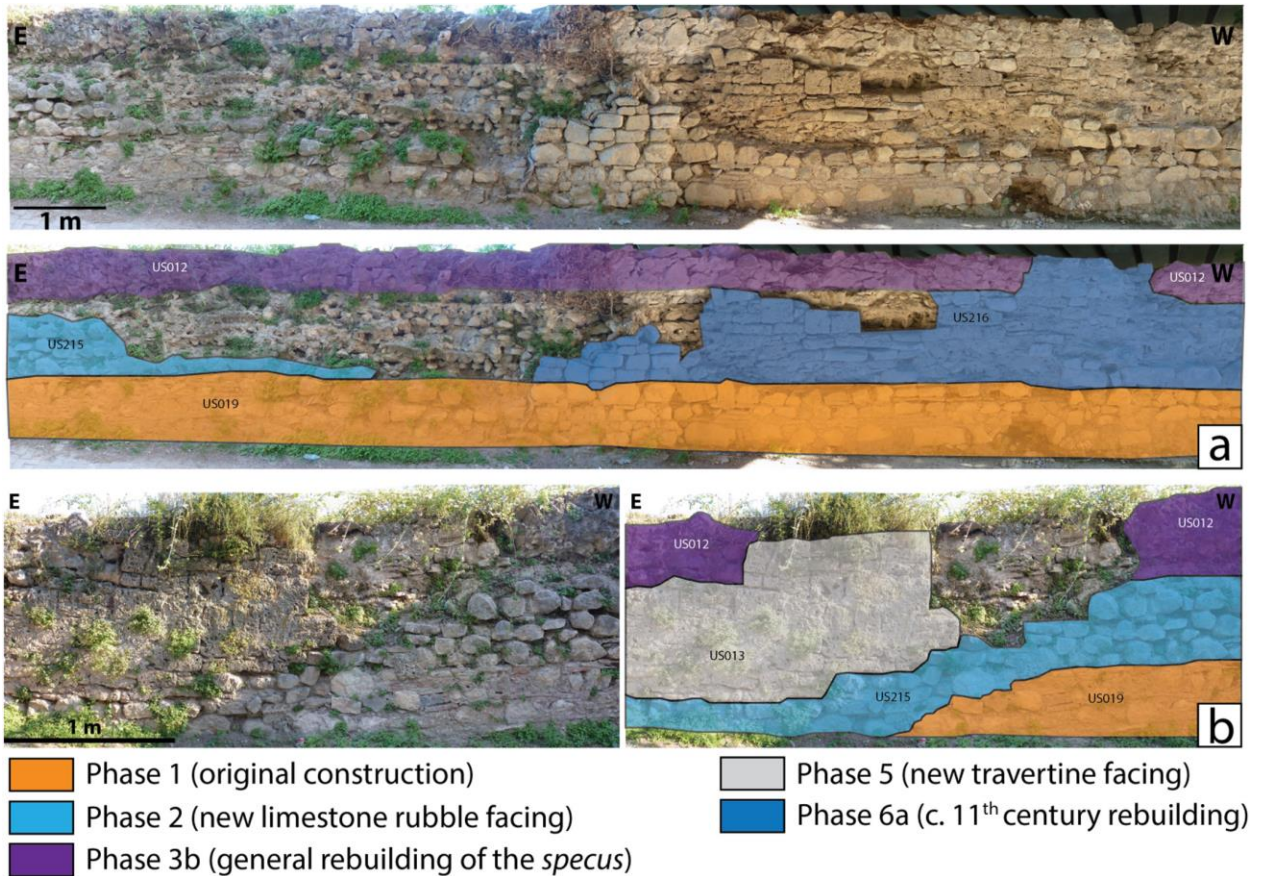 E W
1 m
E W
US012
US012
US216
US215
US019
a
E W
E W
US012
US012
US013
US215
US019
1 m
b
Phase 1 (original construction)
Phase 2 (new limestone rubble facing)
Phase 3b (general rebuilding of the specus)
Phase 5 (new travertine facing)
Phase 6a (c. 11th century rebuilding)